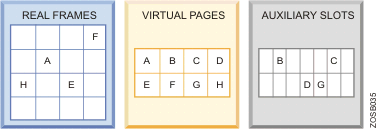 REAL FRAMES
F
A
H E
VIRTUAL PAGES
A B C D
E F G H
AUXILIARY SLOTS
B C
D G
ZOSB035